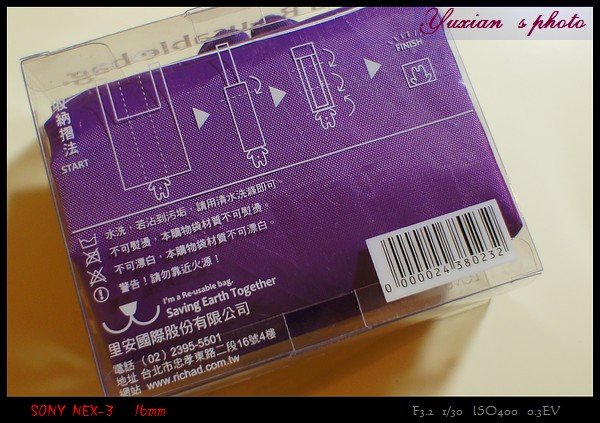 Yuxian 's photo
Reusable bag
收納摺法
START
FINISH
水洗，若沾到污垢，請用清水洗滌即可。
不可熨燙，本購物袋材質不可熨燙。
不可漂白，本購物袋材質不可漂白。
警告！請勿靠近火源！
I'm a Re-usable bag.
Saving Earth Together
里安國際股份有限公司
電話 (02) 2395-5501
地址 台北市忠孝東路二段16號4樓
網站 www.richad.com.tw
0 000024 380232
SONY NEX-3 16mm
F3.2 1/30 ISO400 0.3EV